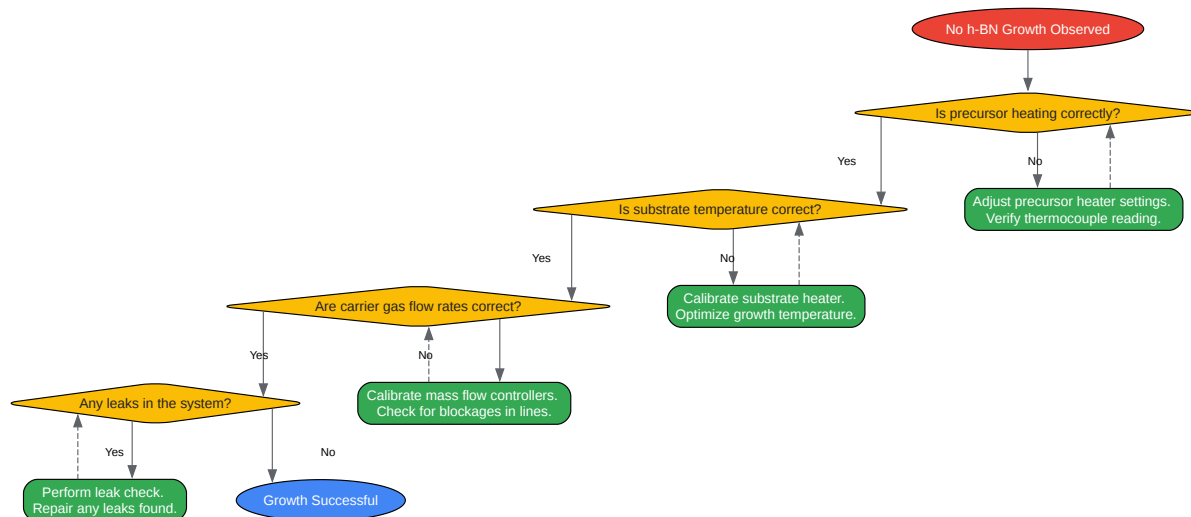 No h-BN Growth Observed
Is precursor heating correctly?
Yes
No
Adjust precursor heater settings.
Verify thermocouple reading.
Is substrate temperature correct?
Yes
No
Calibrate substrate heater.
Optimize growth temperature.
Are carrier gas flow rates correct?
Yes
No
Calibrate mass flow controllers.
Check for blockages in lines.
Any leaks in the system?
Yes
No
Perform leak check.
Repair any leaks found.
Growth Successful